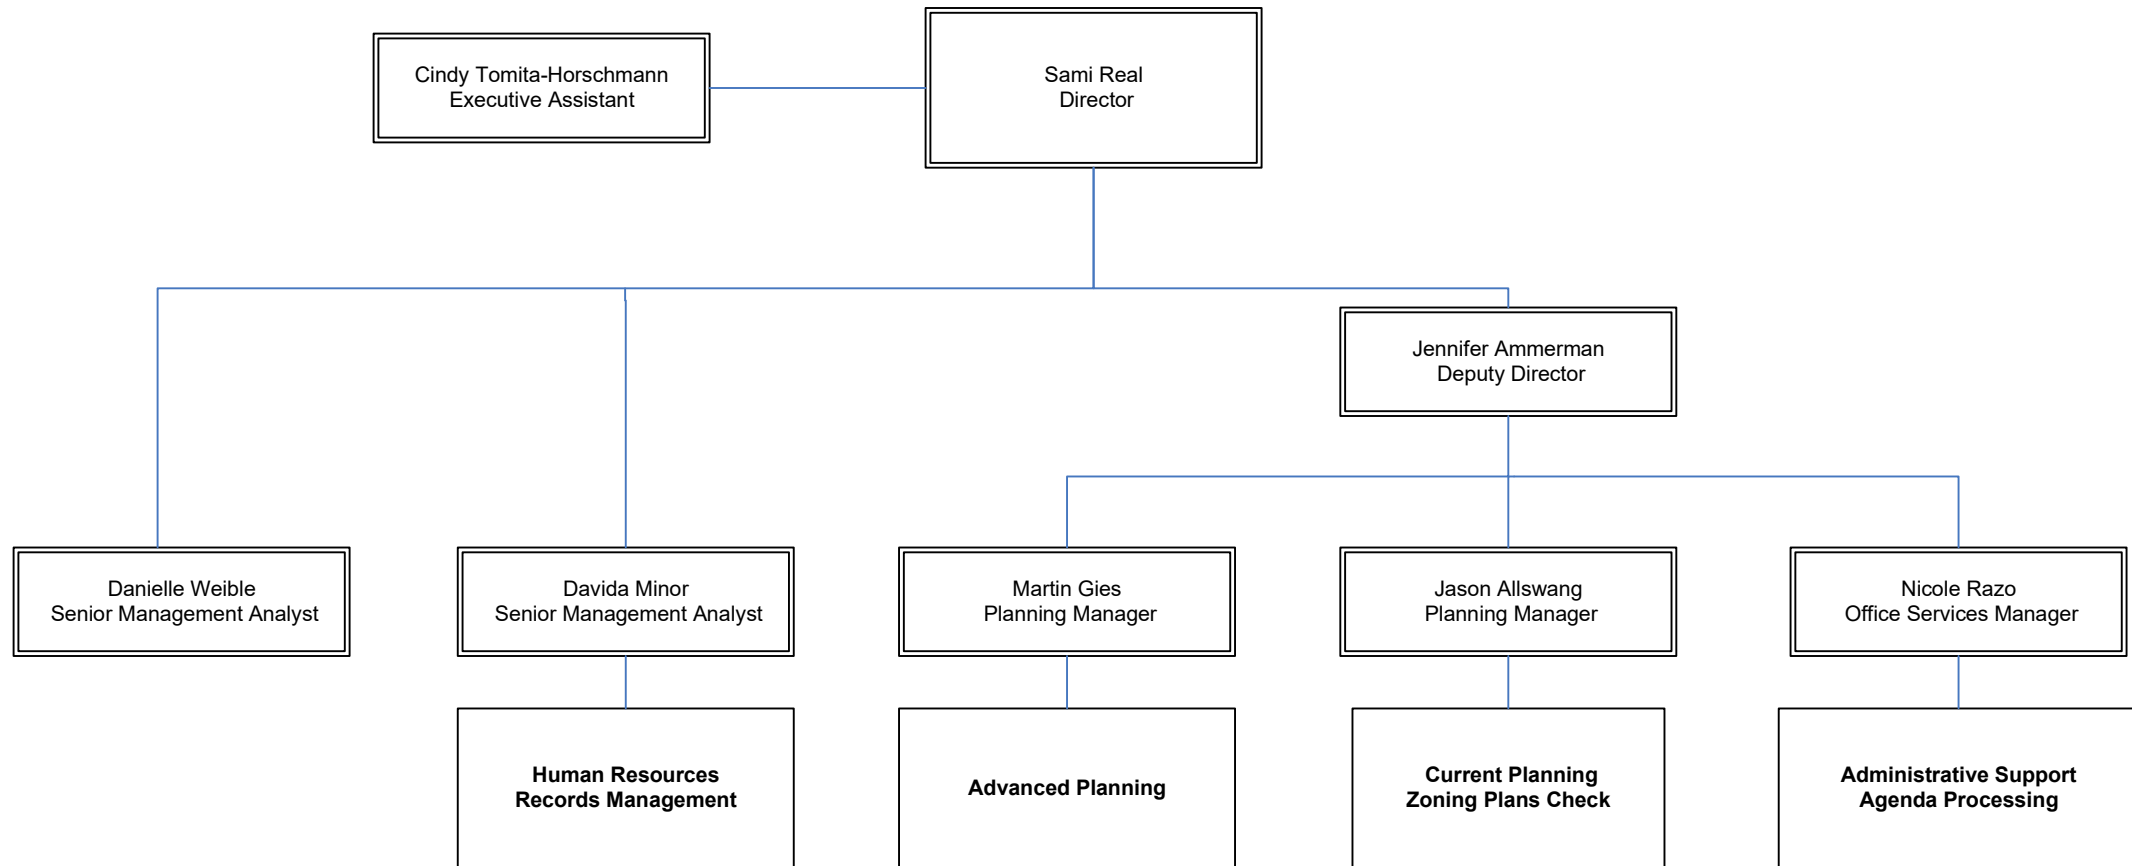 Cindy Tomita-Horschmann
Executive Assistant
Sami Real
Director
Jennifer Ammerman
Deputy Director
Danielle Weible
Senior Management Analyst
Davida Minor
Senior Management Analyst
Martin Gies
Planning Manager
Jason Allswang
Planning Manager
Nicole Razo
Office Services Manager
Human Resources
Records Management
Advanced Planning
Current Planning
Zoning Plans Check
Administrative Support
Agenda Processing